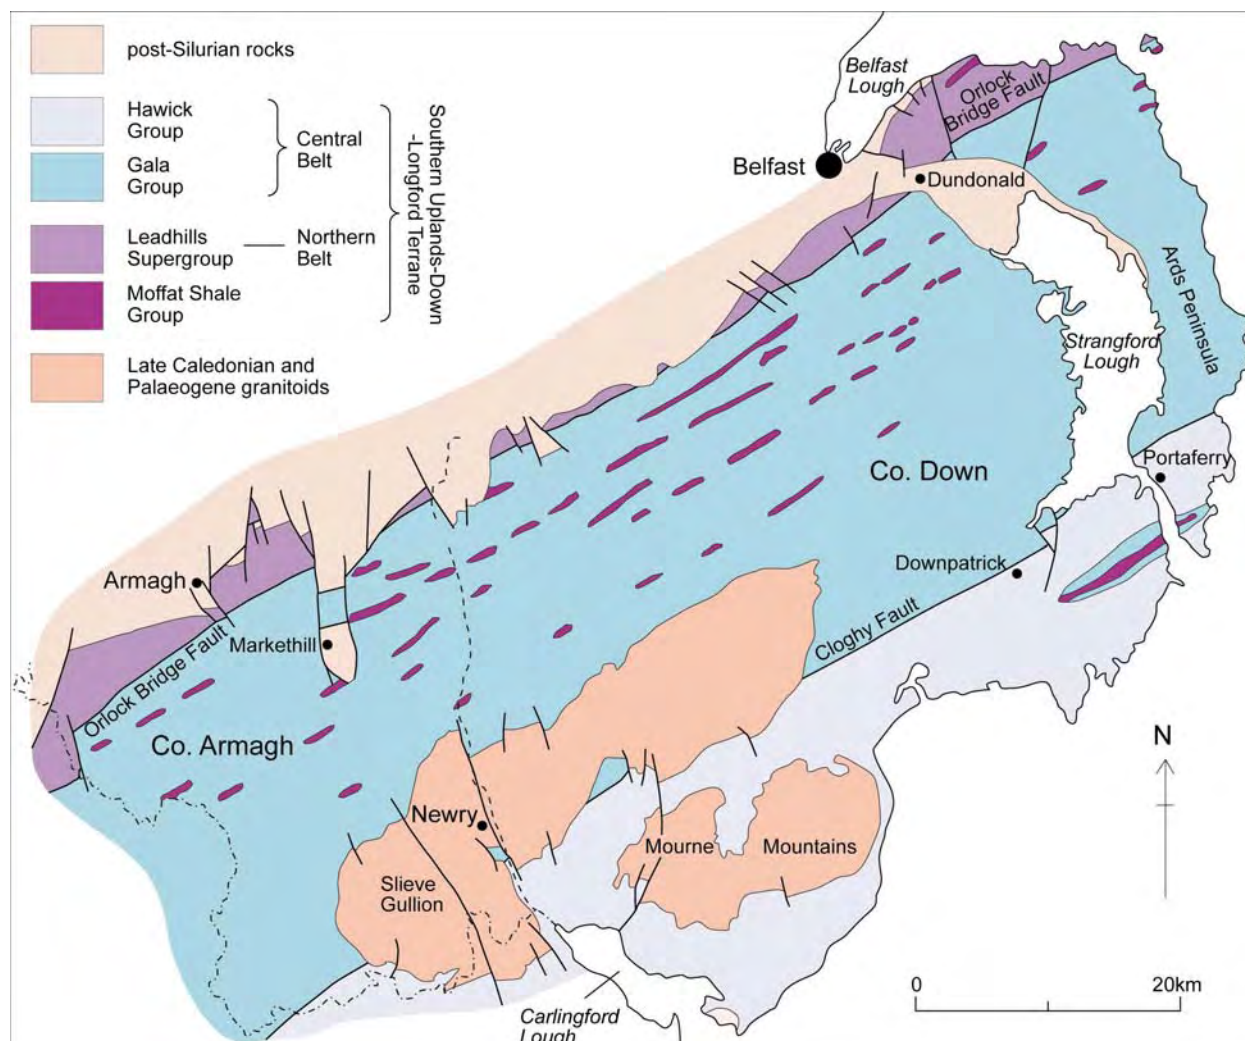 post-Silurian rocks
Hawick
Group
Gala
Group
Central
Belt
Leadhills
Supergroup
Northern
Belt
Moffat Shale
Group
Southern Uplands-Down
-Longford Terrane
Late Caledonian and
Palaeogene granitoids
Belfast
Lough
Orlock
Bridge Fault
Belfast
Dundonald
Ards Peninsula
Strangford
Lough
Co. Down
Portaferry
Downpatrick
Cloghy Fault
Armagh
Markethill
Orlock Bridge Fault
Co. Armagh
Newry
Mourne
Mountains
Slieve
Gullion
Carlingford
Lough
N
0
20km